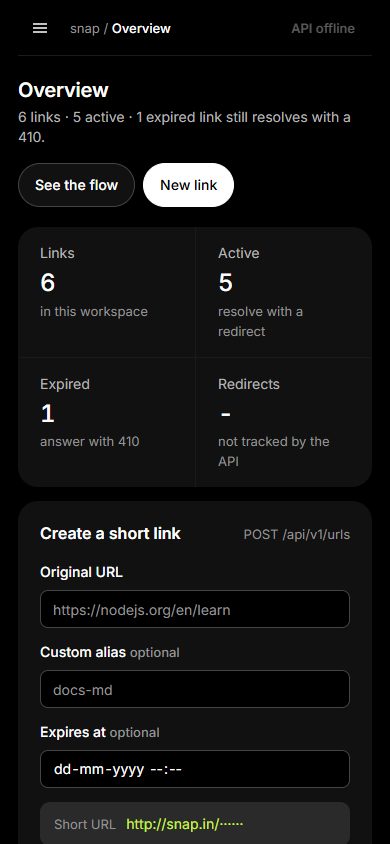 snap / Overview
API offline
Overview
6 links · 5 active · 1 expired link still resolves with a
410.
See the flow
New link
Links
6
in this workspace
Active
5
resolve with a
redirect
Expired
1
answer with 410
Redirects
-
not tracked by the
API
Create a short link
POST /api/v1/urls
Original URL
https://nodejs.org/en/learn
Custom alias optional
docs-md
Expires at optional
dd-mm-yyyy --:--
Short URL http://snap.in/······